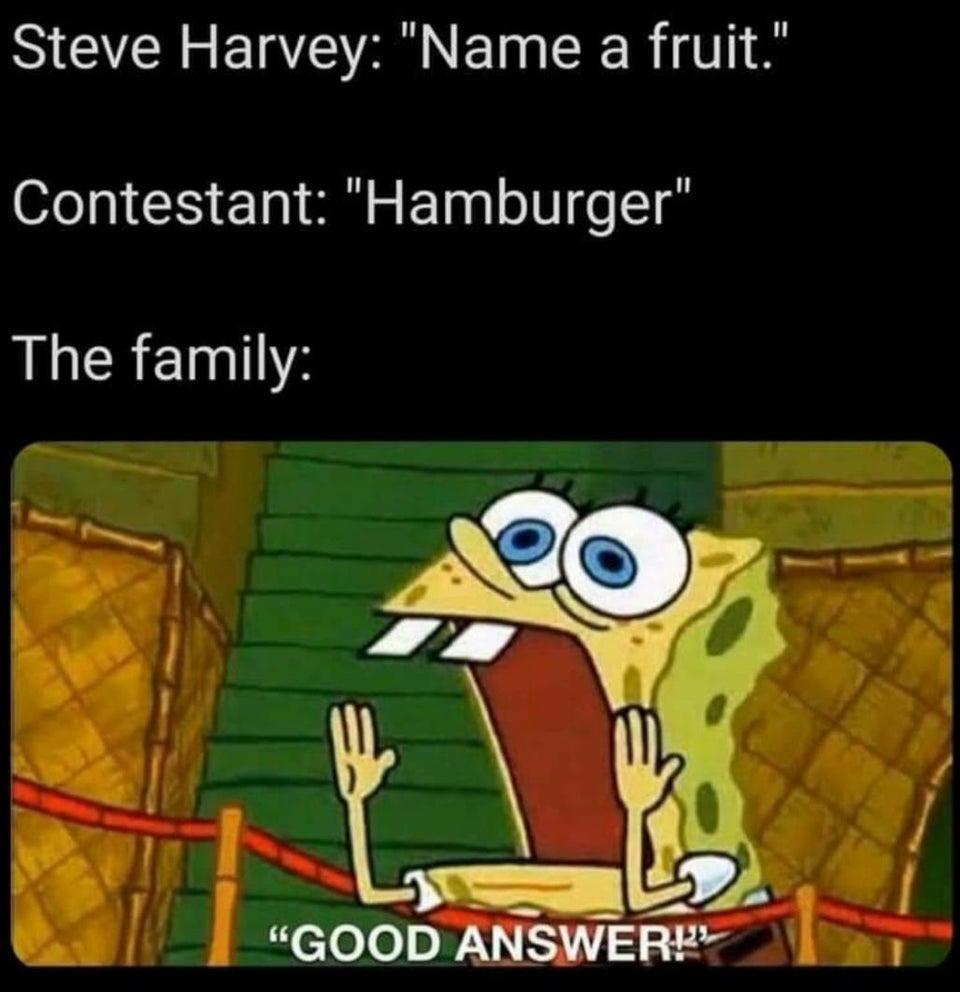 Steve Harvey: "Name a fruit."
Contestant: "Hamburger"
The family:
“GOOD ANSWER!”